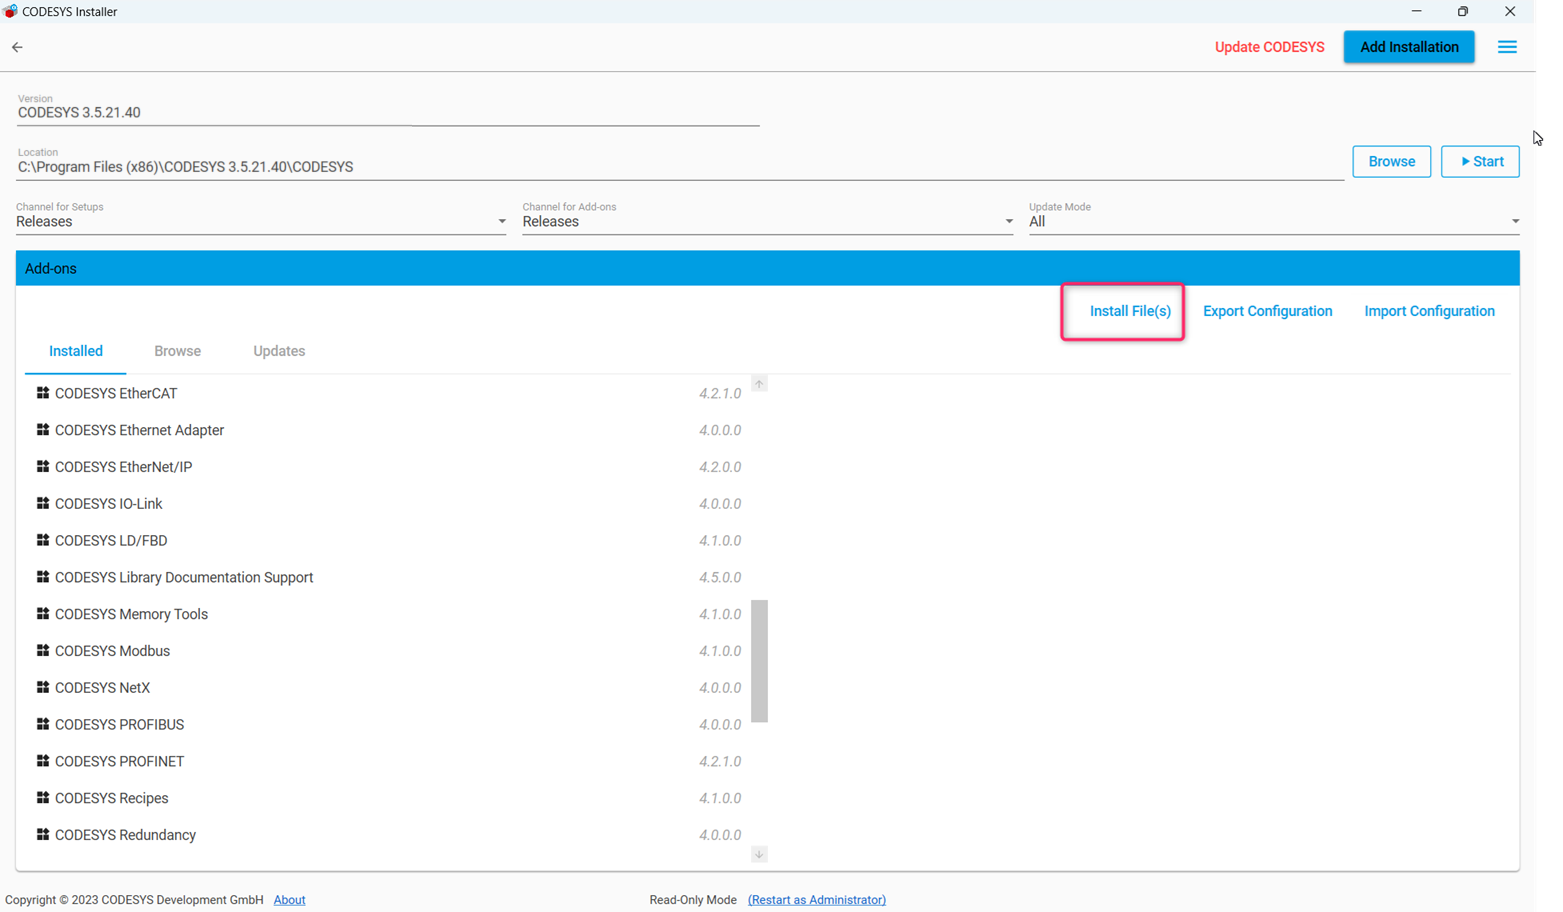 CODESYS Installer
Update CODESYS
Add Installation
Version
CODESYS 3.5.21.40
Location
C:\Program Files (x86)\CODESYS 3.5.21.40\CODESYS
Browse
Start
Channel for Setups
Releases
Channel for Add-ons
Releases
Update Mode
All
Add-ons
Install File(s)
Export Configuration
Import Configuration
Installed
Browse
Updates
CODESYS EtherCAT 4.2.1.0
CODESYS Ethernet Adapter 4.0.0.0
CODESYS EtherNet/IP 4.2.0.0
CODESYS IO-Link 4.0.0.0
CODESYS LD/FBD 4.1.0.0
CODESYS Library Documentation Support 4.5.0.0
CODESYS Memory Tools 4.1.0.0
CODESYS Modbus 4.1.0.0
CODESYS NetX 4.0.0.0
CODESYS PROFIBUS 4.0.0.0
CODESYS PROFINET 4.2.1.0
CODESYS Recipes 4.1.0.0
CODESYS Redundancy 4.0.0.0
Copyright © 2023 CODESYS Development GmbH About
Read-Only Mode (Restart as Administrator)